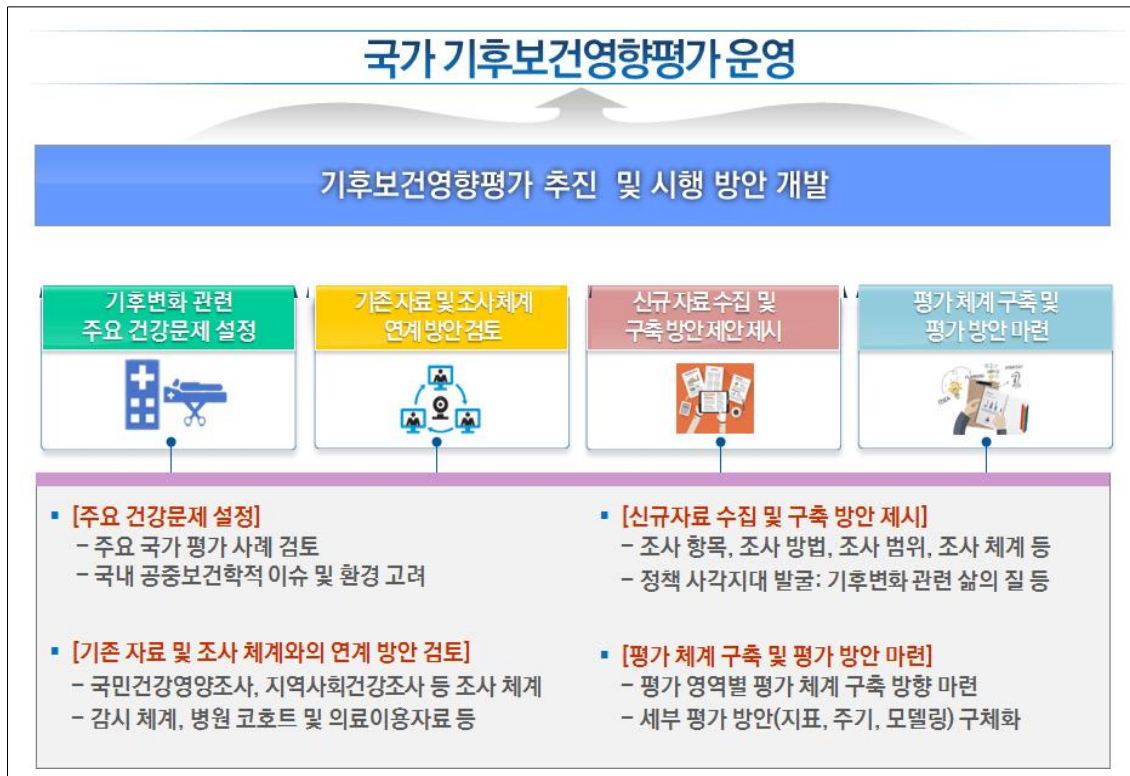 국가 기후보건영향평가 운영
기후보건영향평가 추진 및 시행 방안 개발
기후변화 관련
주요 건강문제 설정
기존 자료 및 조사 체계
연계 방안 검토
신규 자료 수집 및
구축 방안 제안 제시
평가 체계 구축 및
평가 방안 마련
▪ [주요 건강문제 설정]
– 주요 국가 평가 사례 검토
– 국내 공중보건학적 이슈 및 환경 고려
▪ [기존 자료 및 조사 체계와의 연계 방안 검토]
– 국민건강영양조사, 지역사회건강조사 등 조사 체계
– 감시 체계, 병원 코호트 및 의료이용자료 등
▪ [신규자료 수집 및 구축 방안 제시]
– 조사 항목, 조사 방법, 조사 범위, 조사 체계 등
– 정책 사각지대 발굴: 기후변화 관련 삶의 질 등
▪ [평가 체계 구축 및 평가 방안 마련]
– 평가 영역별 평가 체계 구축 방향 마련
– 세부 평가 방안(지표, 주기, 모델링) 구체화